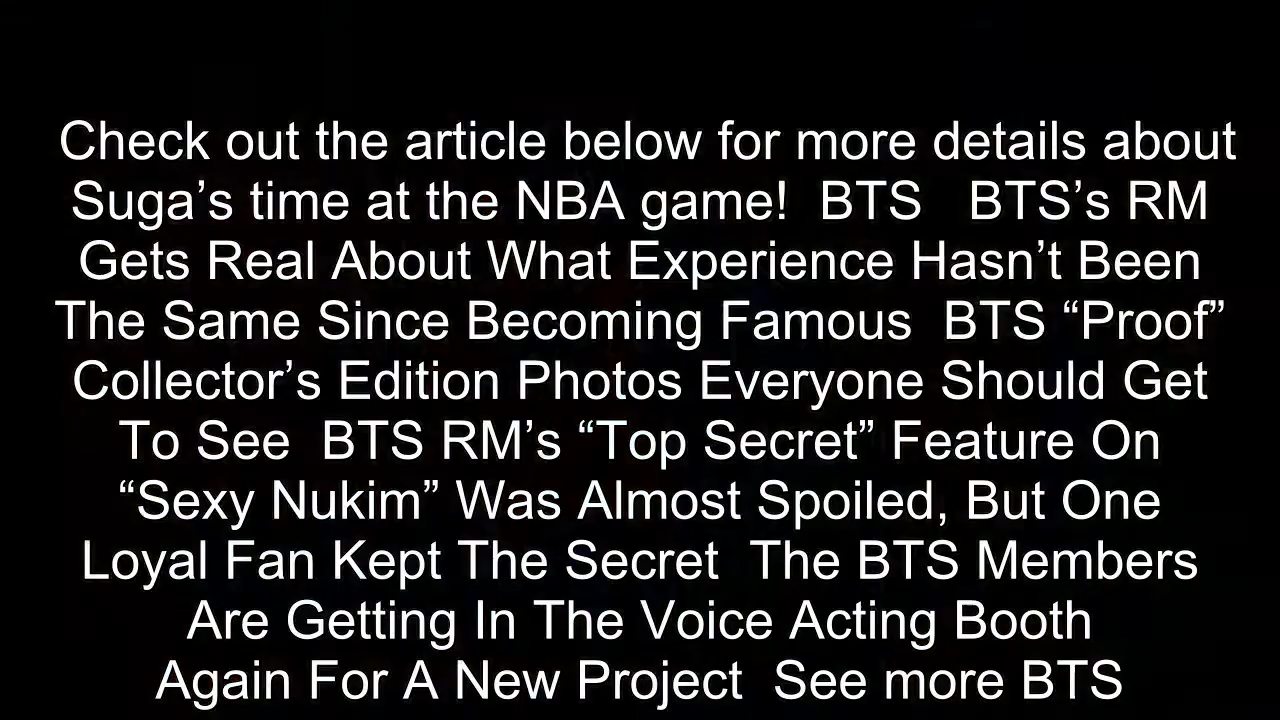 Check out the article below for more details about
Suga’s time at the NBA game!  BTS   BTS’s RM
Gets Real About What Experience Hasn’t Been
The Same Since Becoming Famous  BTS “Proof”
Collector’s Edition Photos Everyone Should Get
To See  BTS RM’s “Top Secret” Feature On
“Sexy Nukim” Was Almost Spoiled, But One
Loyal Fan Kept The Secret  The BTS Members
Are Getting In The Voice Acting Booth
Again For A New Project  See more BTS